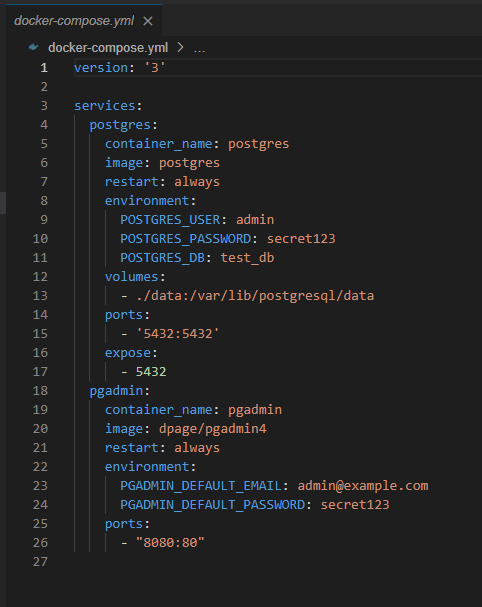 docker-compose.yml ×
docker-compose.yml > ...
1 version: '3'
2
3 services:
4   postgres:
5     container_name: postgres
6     image: postgres
7     restart: always
8     environment:
9       POSTGRES_USER: admin
10       POSTGRES_PASSWORD: secret123
11       POSTGRES_DB: test_db
12     volumes:
13       - ./data:/var/lib/postgresql/data
14     ports:
15       - '5432:5432'
16     expose:
17       - 5432
18   pgadmin:
19     container_name: pgadmin
20     image: dpage/pgadmin4
21     restart: always
22     environment:
23       PGADMIN_DEFAULT_EMAIL: admin@example.com
24       PGADMIN_DEFAULT_PASSWORD: secret123
25     ports:
26       - "8080:80"
27